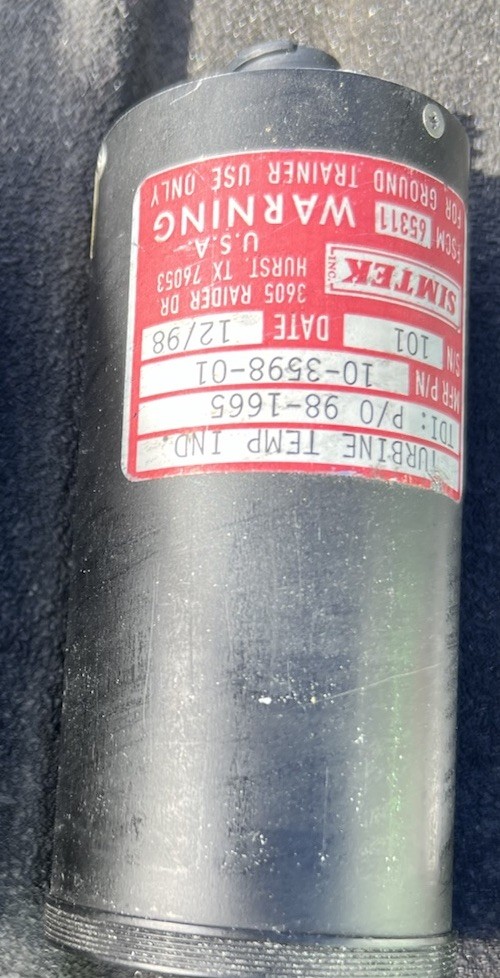 TURBINE TEMP IND.
TDI: P/O 98-1665
MFR P/N 10-3598-01
S/N 101 DATE 12/98
SIMTEK INC.
3605 RAIDER DR
HURST, TX 76053
U.S.A.
FSCM 65311 WARNING
FOR GROUND TRAINER USE ONLY